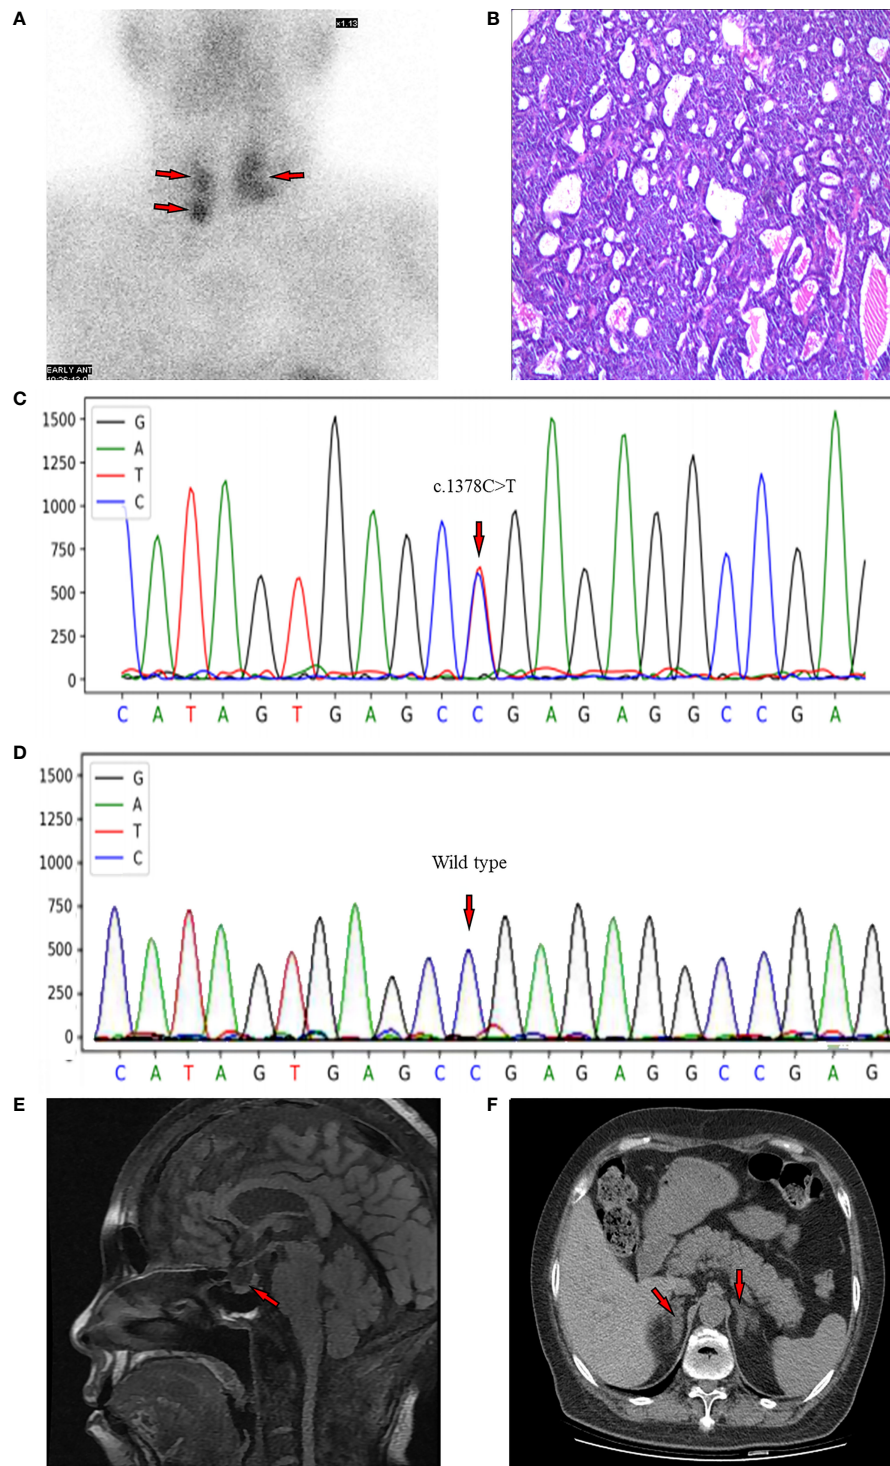 A
×1.13
EARLY ANT
B
C
1500
1250
1000
750
500
250
0
G
A
T
C
c.1378C>T
C A T A G T G A G C C G A G A G G C C G A
D
1500
1250
1000
750
500
250
0
G
A
T
C
Wild type
C A T A G T G A G C C G A G A G G C C G A G
E
F